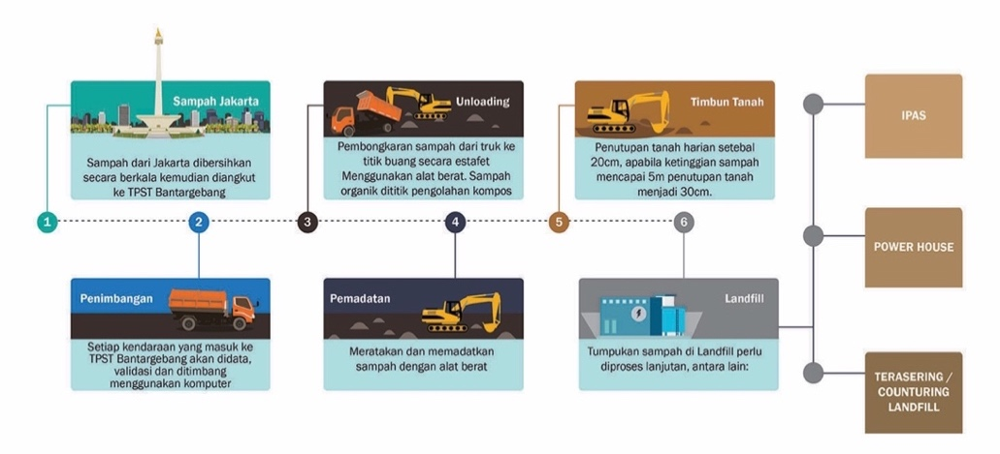 Sampah Jakarta
Sampah dari Jakarta dibersihkan
secara berkala kemudian diangkut
ke TPST Bantargebang
Unloading
Pembongkaran sampah dari truk ke
titik buang secara estafet
Menggunakan alat berat. Sampah
organik dititik pengolahan kompos
Timbun Tanah
Penutupan tanah harian setebal
20cm, apabila ketinggian sampah
mencapai 5m penutupan tanah
menjadi 30cm.
1
2
3
4
5
6
Penimbangan
Setiap kendaraan yang masuk ke
TPST Bantargebang akan didata,
validasi dan ditimbang
menggunakan komputer
Pemadatan
Meratakan dan memadatkan
sampah dengan alat berat
Landfill
Tumpukan sampah di Landfill perlu
diproses lanjutan, antara lain:
IPAS
POWER HOUSE
TERASERING /
COUNTURING
LANDFILL